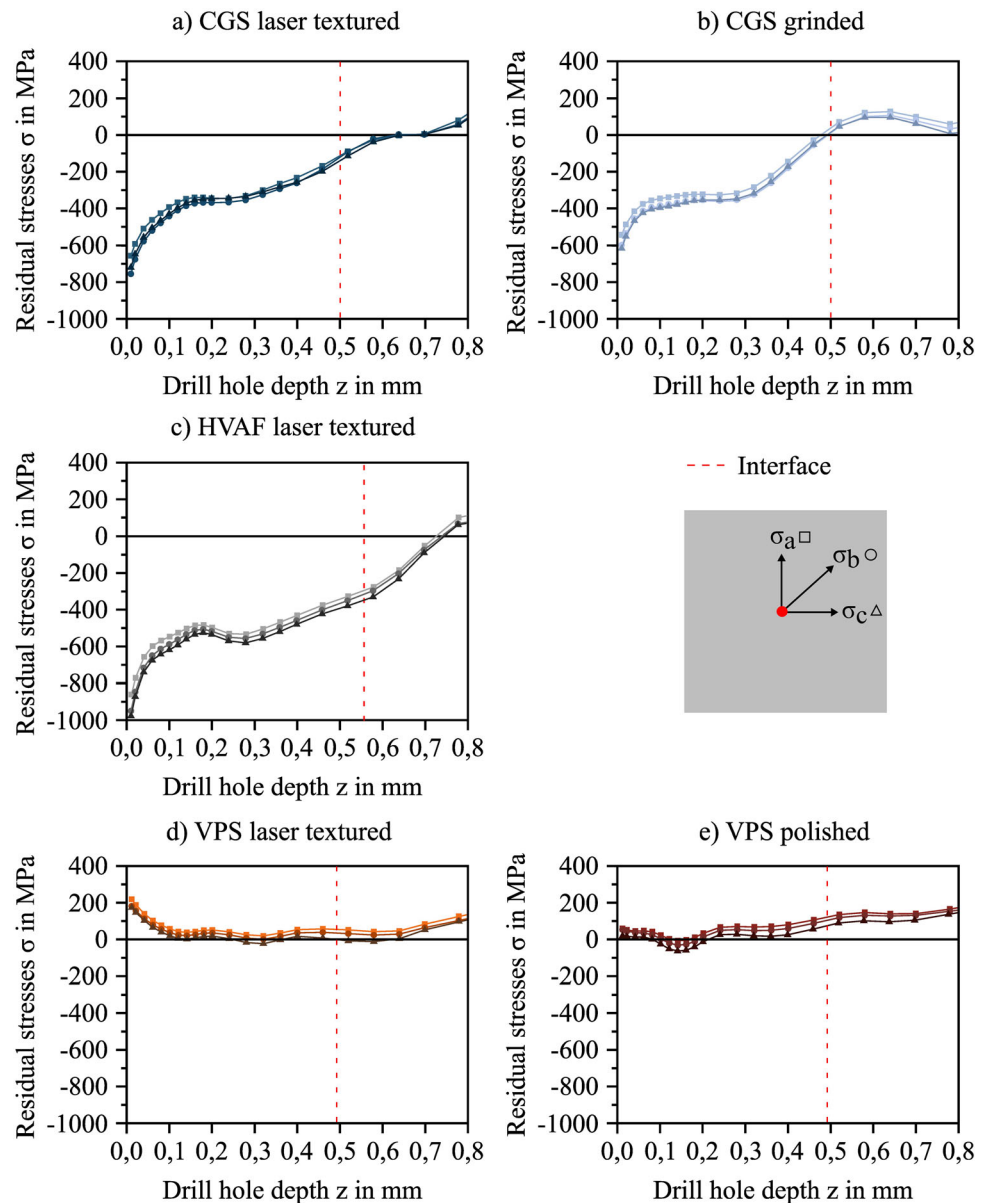 a) CGS laser textured
Residual stresses σ in MPa
400
200
0
-200
-400
-600
-800
-1000
0,0 0,1 0,2 0,3 0,4 0,5 0,6 0,7 0,8
Drill hole depth z in mm
b) CGS grinded
Residual stresses σ in MPa
400
200
0
-200
-400
-600
-800
-1000
0,0 0,1 0,2 0,3 0,4 0,5 0,6 0,7 0,8
Drill hole depth z in mm
c) HVAF laser textured
Residual stresses σ in MPa
400
200
0
-200
-400
-600
-800
-1000
0,0 0,1 0,2 0,3 0,4 0,5 0,6 0,7 0,8
Drill hole depth z in mm
Interface
σa□
σb○
σc△
d) VPS laser textured
Residual stresses σ in MPa
400
200
0
-200
-400
-600
-800
-1000
0,0 0,1 0,2 0,3 0,4 0,5 0,6 0,7 0,8
Drill hole depth z in mm
e) VPS polished
Residual stresses σ in MPa
400
200
0
-200
-400
-600
-800
-1000
0,0 0,1 0,2 0,3 0,4 0,5 0,6 0,7 0,8
Drill hole depth z in mm